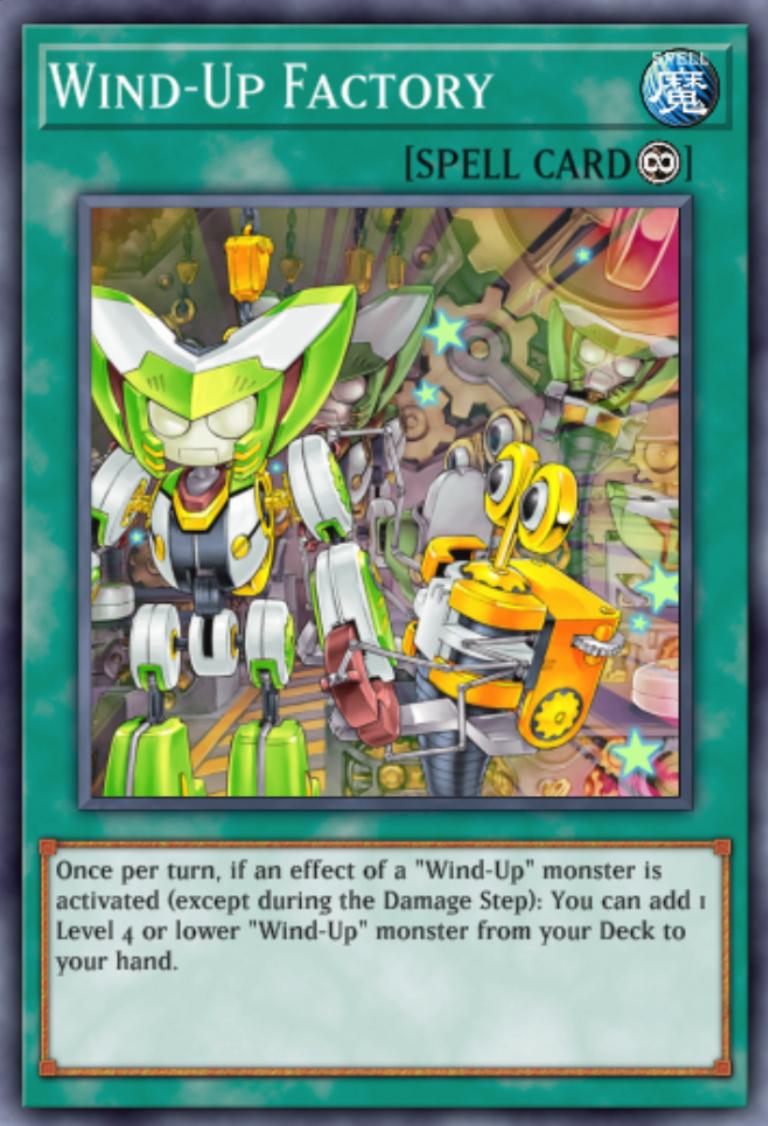 WIND-UP FACTORY
SPELL
魔
[SPELL CARD]
Once per turn, if an effect of a "Wind-Up" monster is
activated (except during the Damage Step): You can add 1
Level 4 or lower "Wind-Up" monster from your Deck to
your hand.